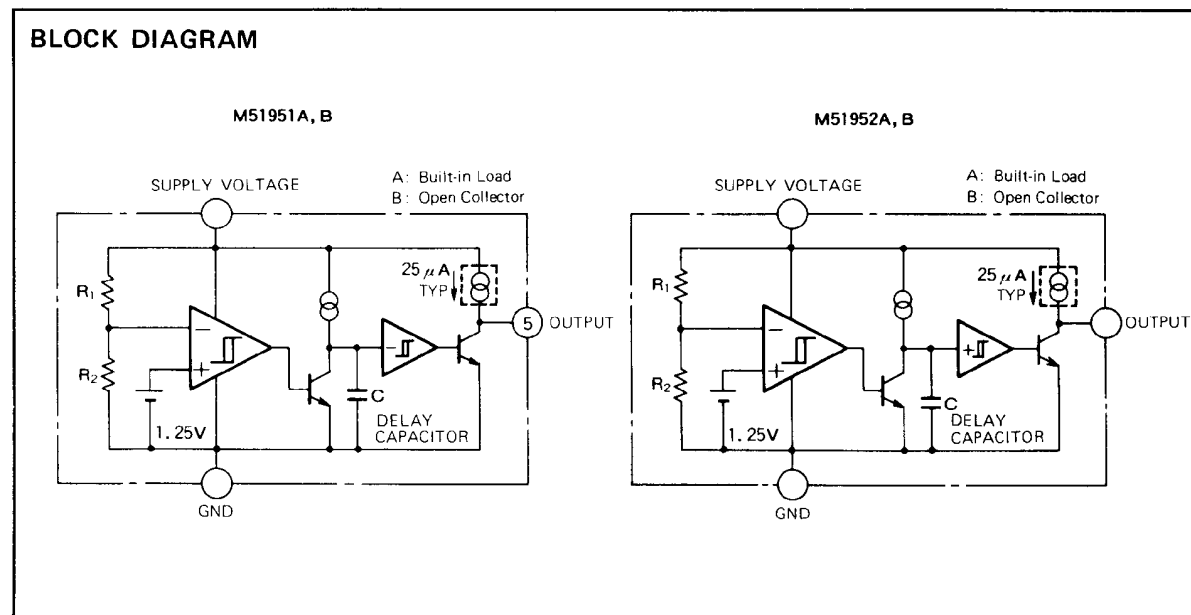 BLOCK DIAGRAM
M51951A, B
SUPPLY VOLTAGE
A: Built-in Load
B: Open Collector
R1
R2
1.25V
25μA
TYP
C
DELAY
CAPACITOR
5 OUTPUT
GND
M51952A, B
SUPPLY VOLTAGE
A: Built-in Load
B: Open Collector
R1
R2
1.25V
25μA
TYP
C
DELAY
CAPACITOR
OUTPUT
GND